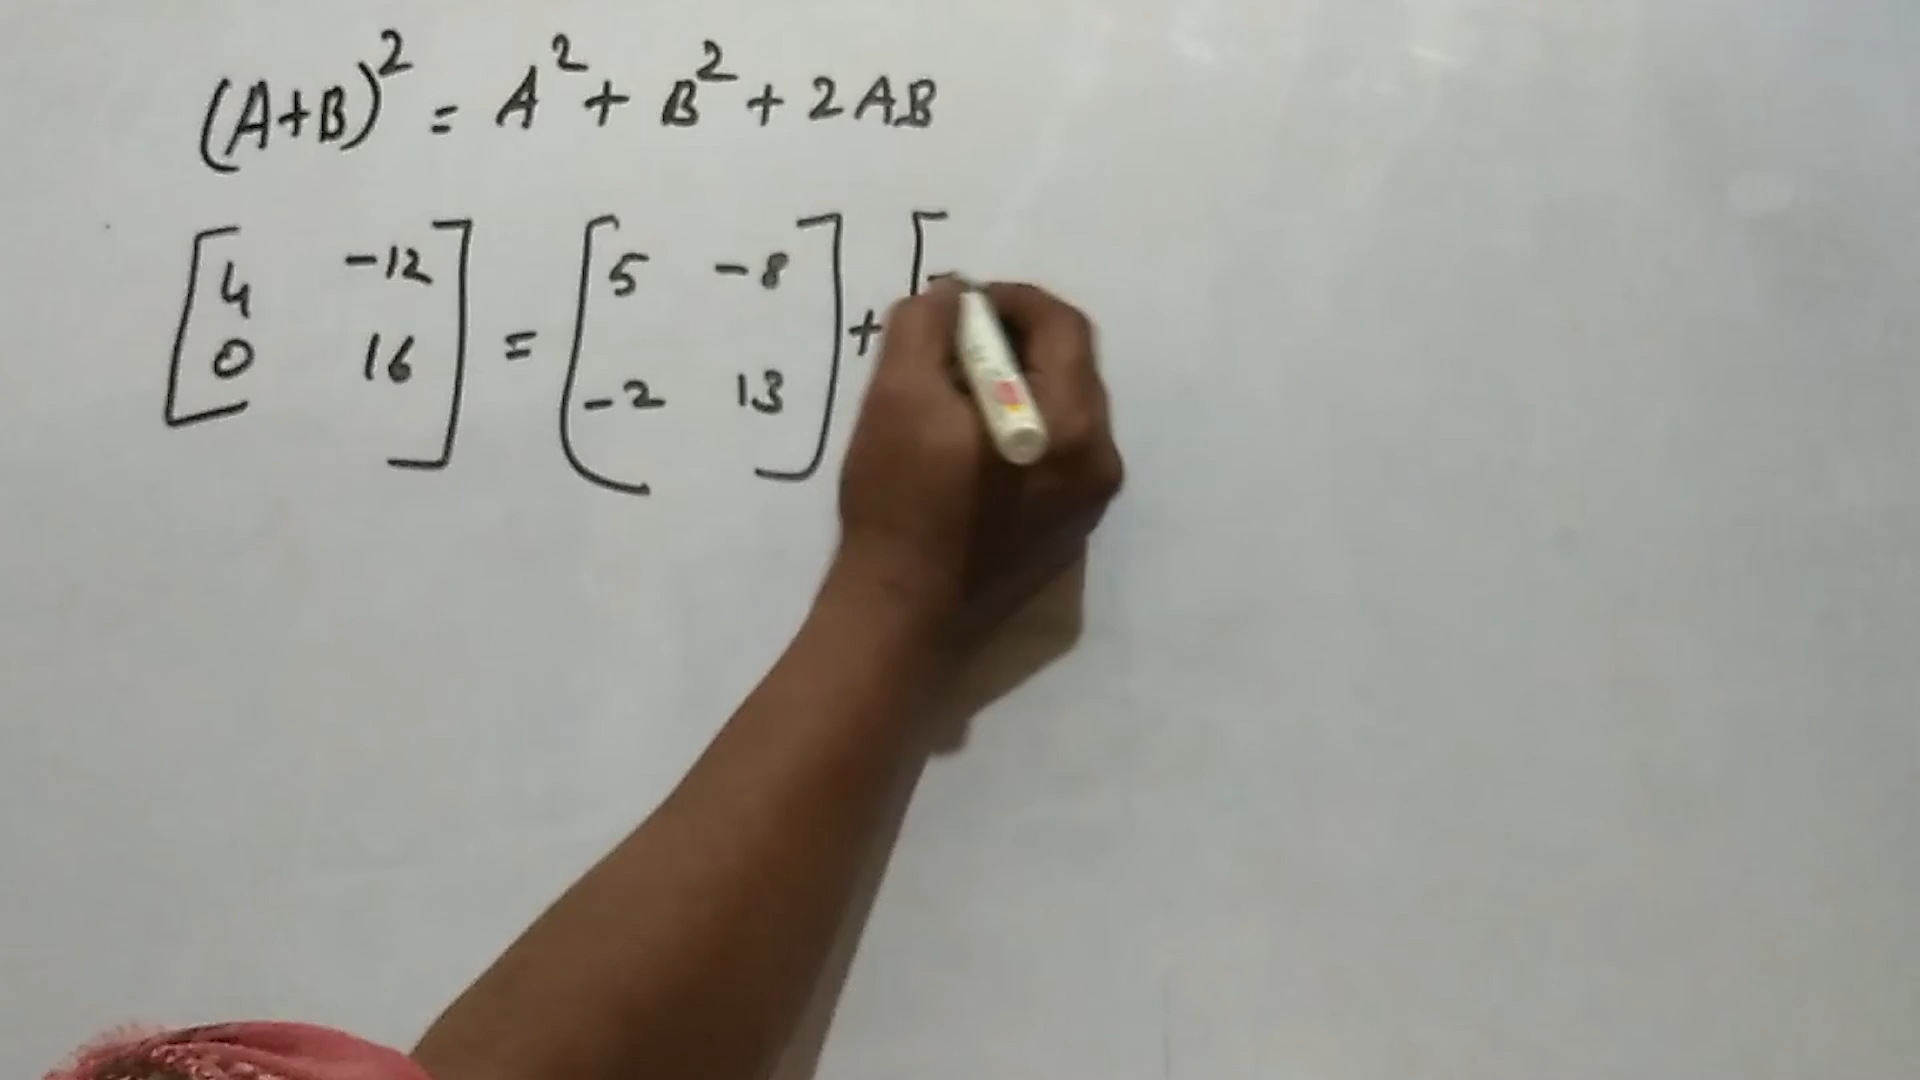 (A+B)² = A² + B² + 2AB
[4 -12] = [5 -8] + [-
[0 16] [-2 13]